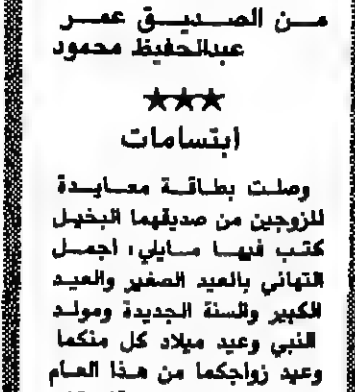 من الصديق عمر
عبدالحفيظ محمود
★★★
ابتسامات
وصلت بطاقة معايدة
للزوجين من صديقهما البخيل
كتب فيها مايلي: اجمل
التهاني بالعيد الصغير والعيد
الكبير والسنة الجديدة ومولد
النبي وعيد ميلاد كل منكما
وعيد زواجكما من هذا العام